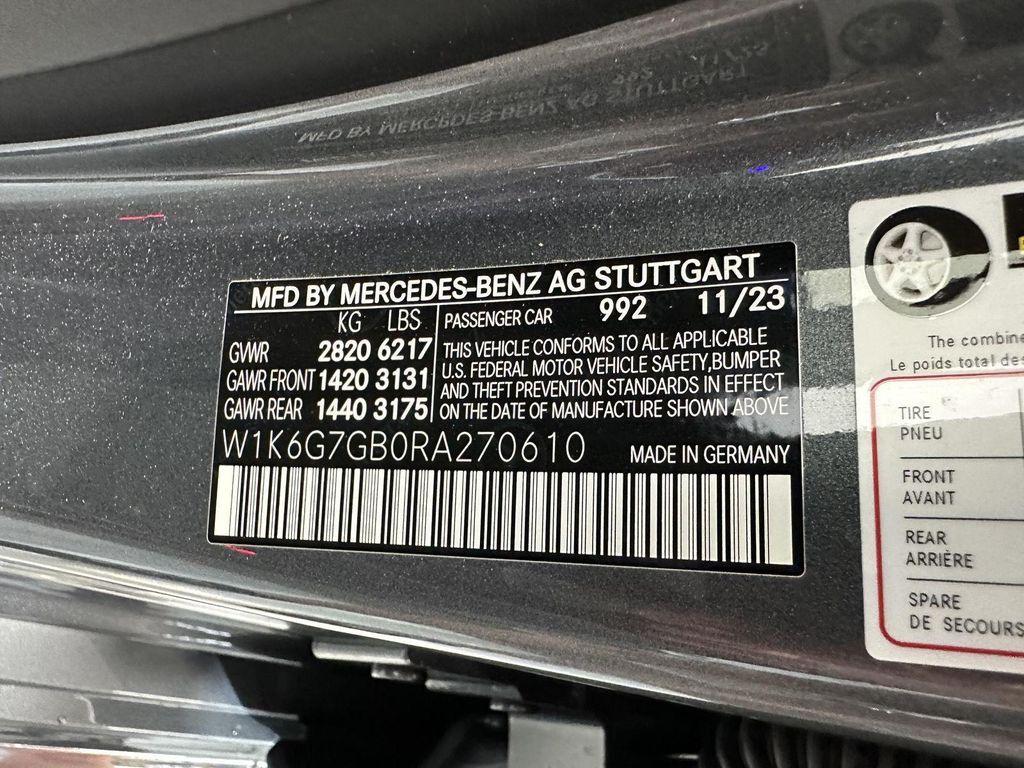 MFD BY MERCEDES-BENZ AG STUTTGART
KG LBS
GVWR 2820 6217
GAWR FRONT 1420 3131
GAWR REAR 1440 3175
PASSENGER CAR 992 11/23
THIS VEHICLE CONFORMS TO ALL APPLICABLE
U.S. FEDERAL MOTOR VEHICLE SAFETY,BUMPER
AND THEFT PREVENTION STANDARDS IN EFFECT
ON THE DATE OF MANUFACTURE SHOWN ABOVE
W1K6G7GB0RA270610 MADE IN GERMANY
The combine
Le poids total des
TIRE
PNEU
FRONT
AVANT
REAR
ARRIÈRE
SPARE
DE SECOURS